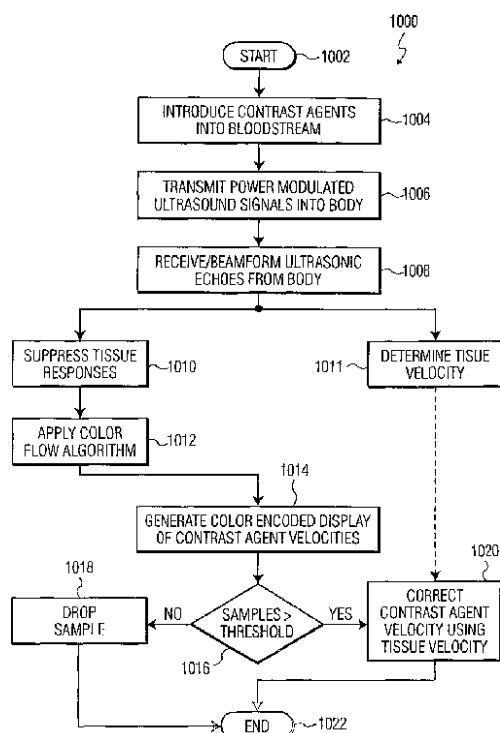 1000
START
1002
INTRODUCE CONTRAST AGENTS
INTO BLOODSTREAM
1004
TRANSMIT POWER MODULATED
ULTRASOUND SIGNALS INTO BODY
1006
RECEIVE/BEAMFORM ULTRASONIC
ECHOES FROM BODY
1008
SUPPRESS TISSUE
RESPONSES
1010
1011
DETERMINE TISUE
VELOCITY
APPLY COLOR
FLOW ALGORITHM
1012
1014
GENERATE COLOR ENCODED DISPLAY
OF CONTRAST AGENT VELOCITIES
1018
DROP
SAMPLE
NO
SAMPLES >
THRESHOLD
YES
1016
1020
CORRECT
CONTRAST AGENT
VELOCITY USING
TISSUE VELOCITY
END
1022